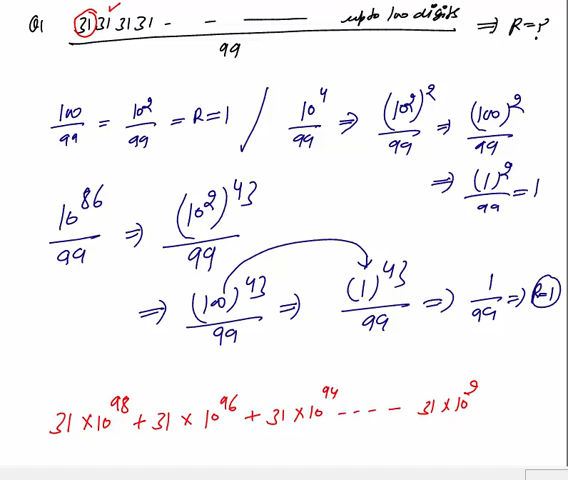 Q1 31313131 - - —— upto 100 digits / 99 ⇒ R=?
100/99 = 10^2/99 = R=1 / 10^4/99 ⇒ (10^2)^2/99 ⇒ (100)^2/99
⇒ (1)^2/99 = 1
10^86/99 ⇒ (10^2)^43/99
⇒ (100)^43/99 ⇒ (1)^43/99 ⇒ 1/99 ⇒ R=1
31×10^98 + 31×10^96 + 31×10^94 ---- - 31×10^2